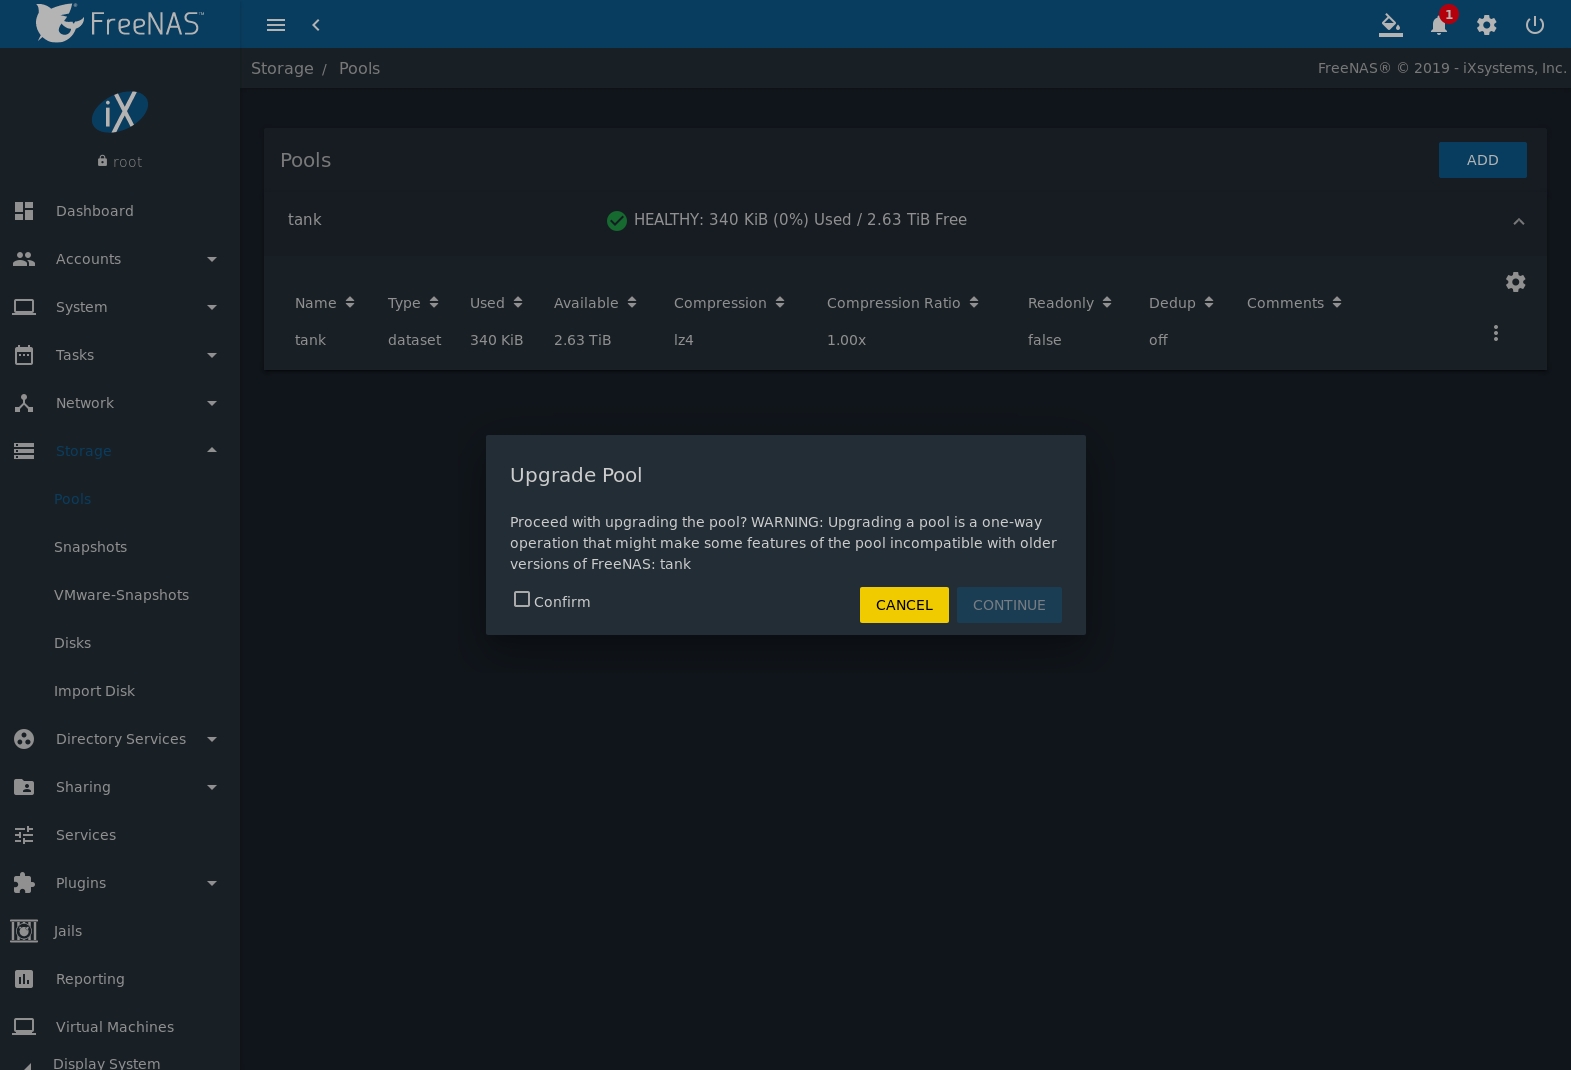 FreeNAS™
1
Storage / Pools
FreeNAS® © 2019 - iXsystems, Inc.
iX
root
Dashboard
Accounts
System
Tasks
Network
Storage
Pools
Snapshots
VMware-Snapshots
Disks
Import Disk
Directory Services
Sharing
Services
Plugins
Jails
Reporting
Virtual Machines
Display System
Pools
ADD
tank
HEALTHY: 340 KiB (0%) Used / 2.63 TiB Free
Name Type Used Available Compression Compression Ratio Readonly Dedup Comments
tank dataset 340 KiB 2.63 TiB lz4 1.00x false off
Upgrade Pool
Proceed with upgrading the pool? WARNING: Upgrading a pool is a one-way
operation that might make some features of the pool incompatible with older
versions of FreeNAS: tank
Confirm
CANCEL
CONTINUE